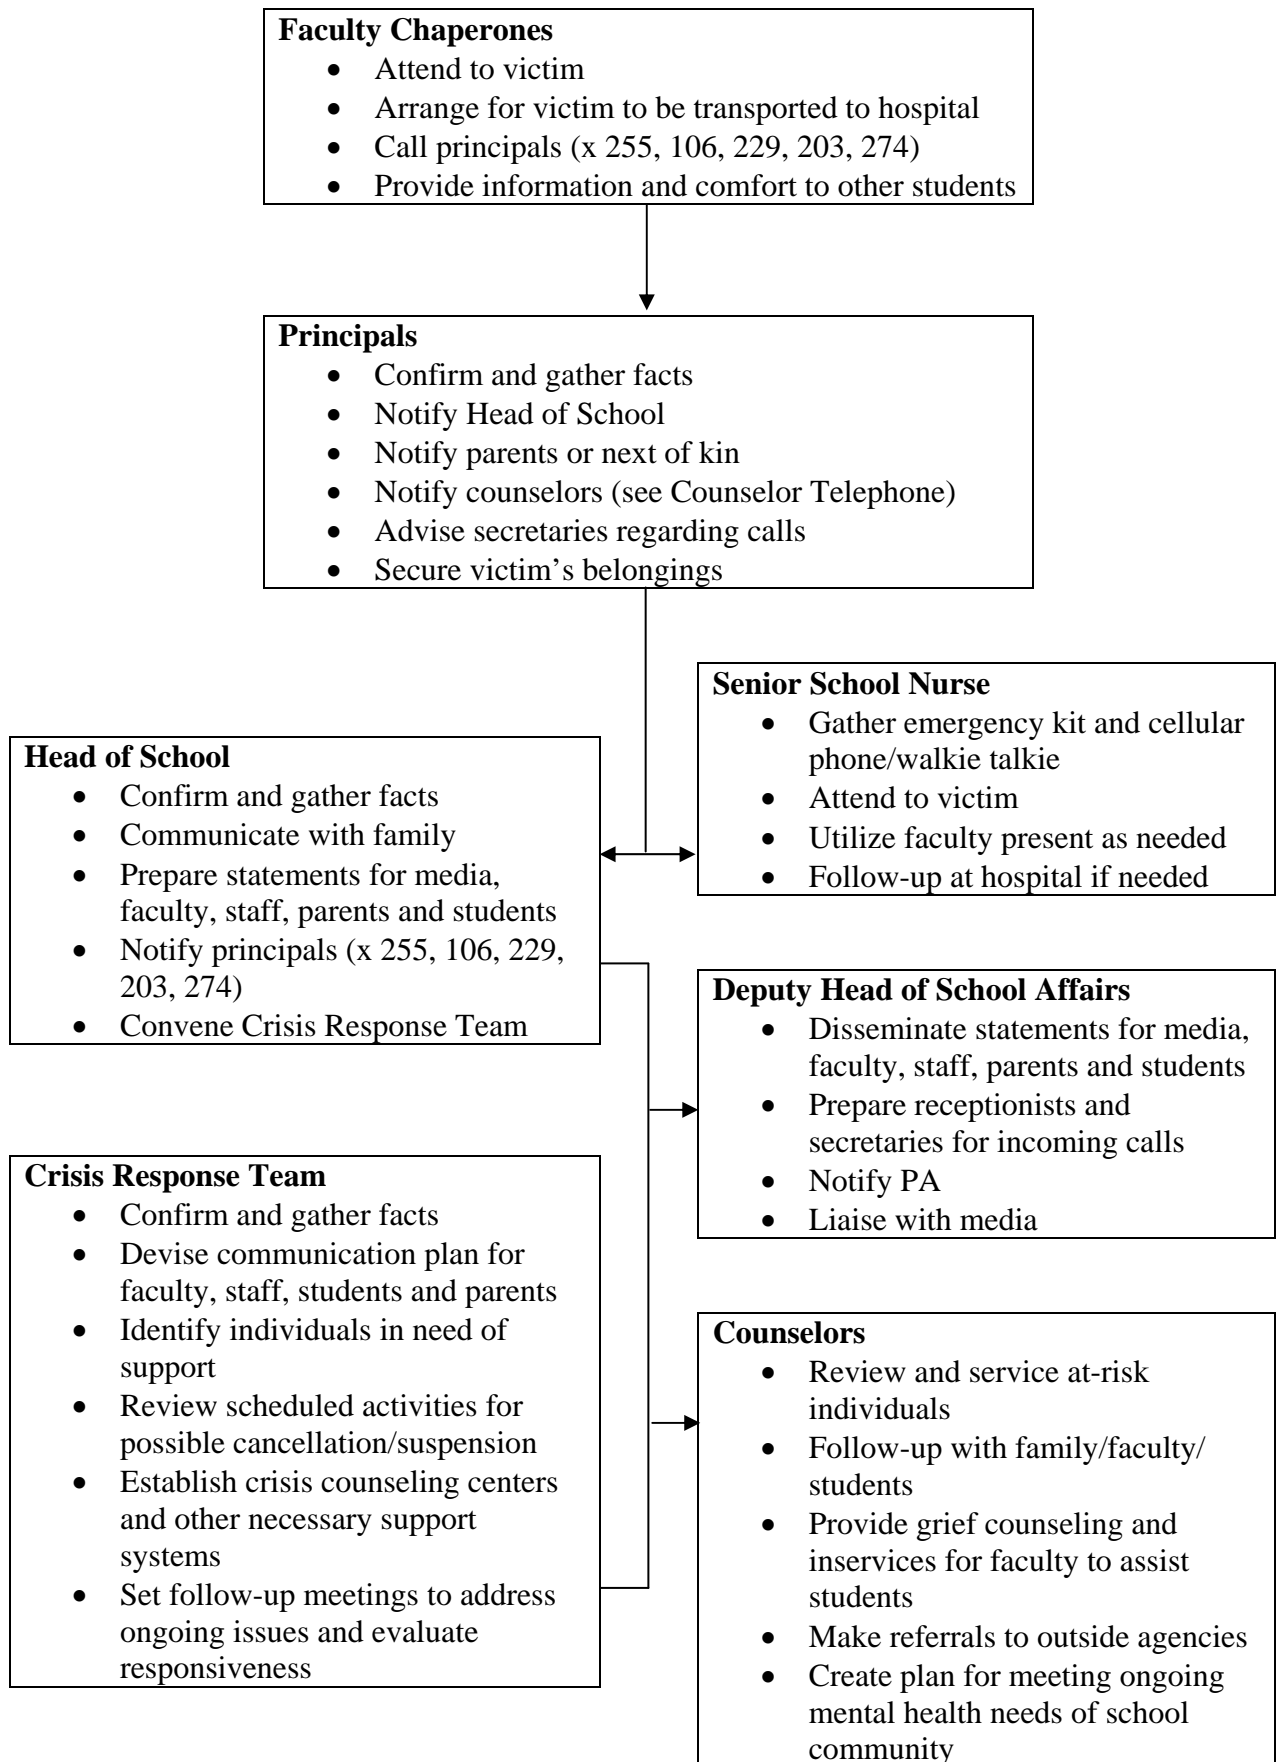 Faculty Chaperones
• Attend to victim
• Arrange for victim to be transported to hospital
• Call principals (x 255, 106, 229, 203, 274)
• Provide information and comfort to other students
Principals
• Confirm and gather facts
• Notify Head of School
• Notify parents or next of kin
• Notify counselors (see Counselor Telephone)
• Advise secretaries regarding calls
• Secure victim’s belongings
Senior School Nurse
• Gather emergency kit and cellular
phone/walkie talkie
• Attend to victim
• Utilize faculty present as needed
• Follow-up at hospital if needed
Head of School
• Confirm and gather facts
• Communicate with family
• Prepare statements for media,
faculty, staff, parents and students
• Notify principals (x 255, 106, 229,
203, 274)
• Convene Crisis Response Team
Deputy Head of School Affairs
• Disseminate statements for media,
faculty, staff, parents and students
• Prepare receptionists and
secretaries for incoming calls
• Notify PA
• Liaise with media
Crisis Response Team
• Confirm and gather facts
• Devise communication plan for
faculty, staff, students and parents
• Identify individuals in need of
support
• Review scheduled activities for
possible cancellation/suspension
• Establish crisis counseling centers
and other necessary support
systems
• Set follow-up meetings to address
ongoing issues and evaluate
responsiveness
Counselors
• Review and service at-risk
individuals
• Follow-up with family/faculty/
students
• Provide grief counseling and
inservices for faculty to assist
students
• Make referrals to outside agencies
• Create plan for meeting ongoing
mental health needs of school
community